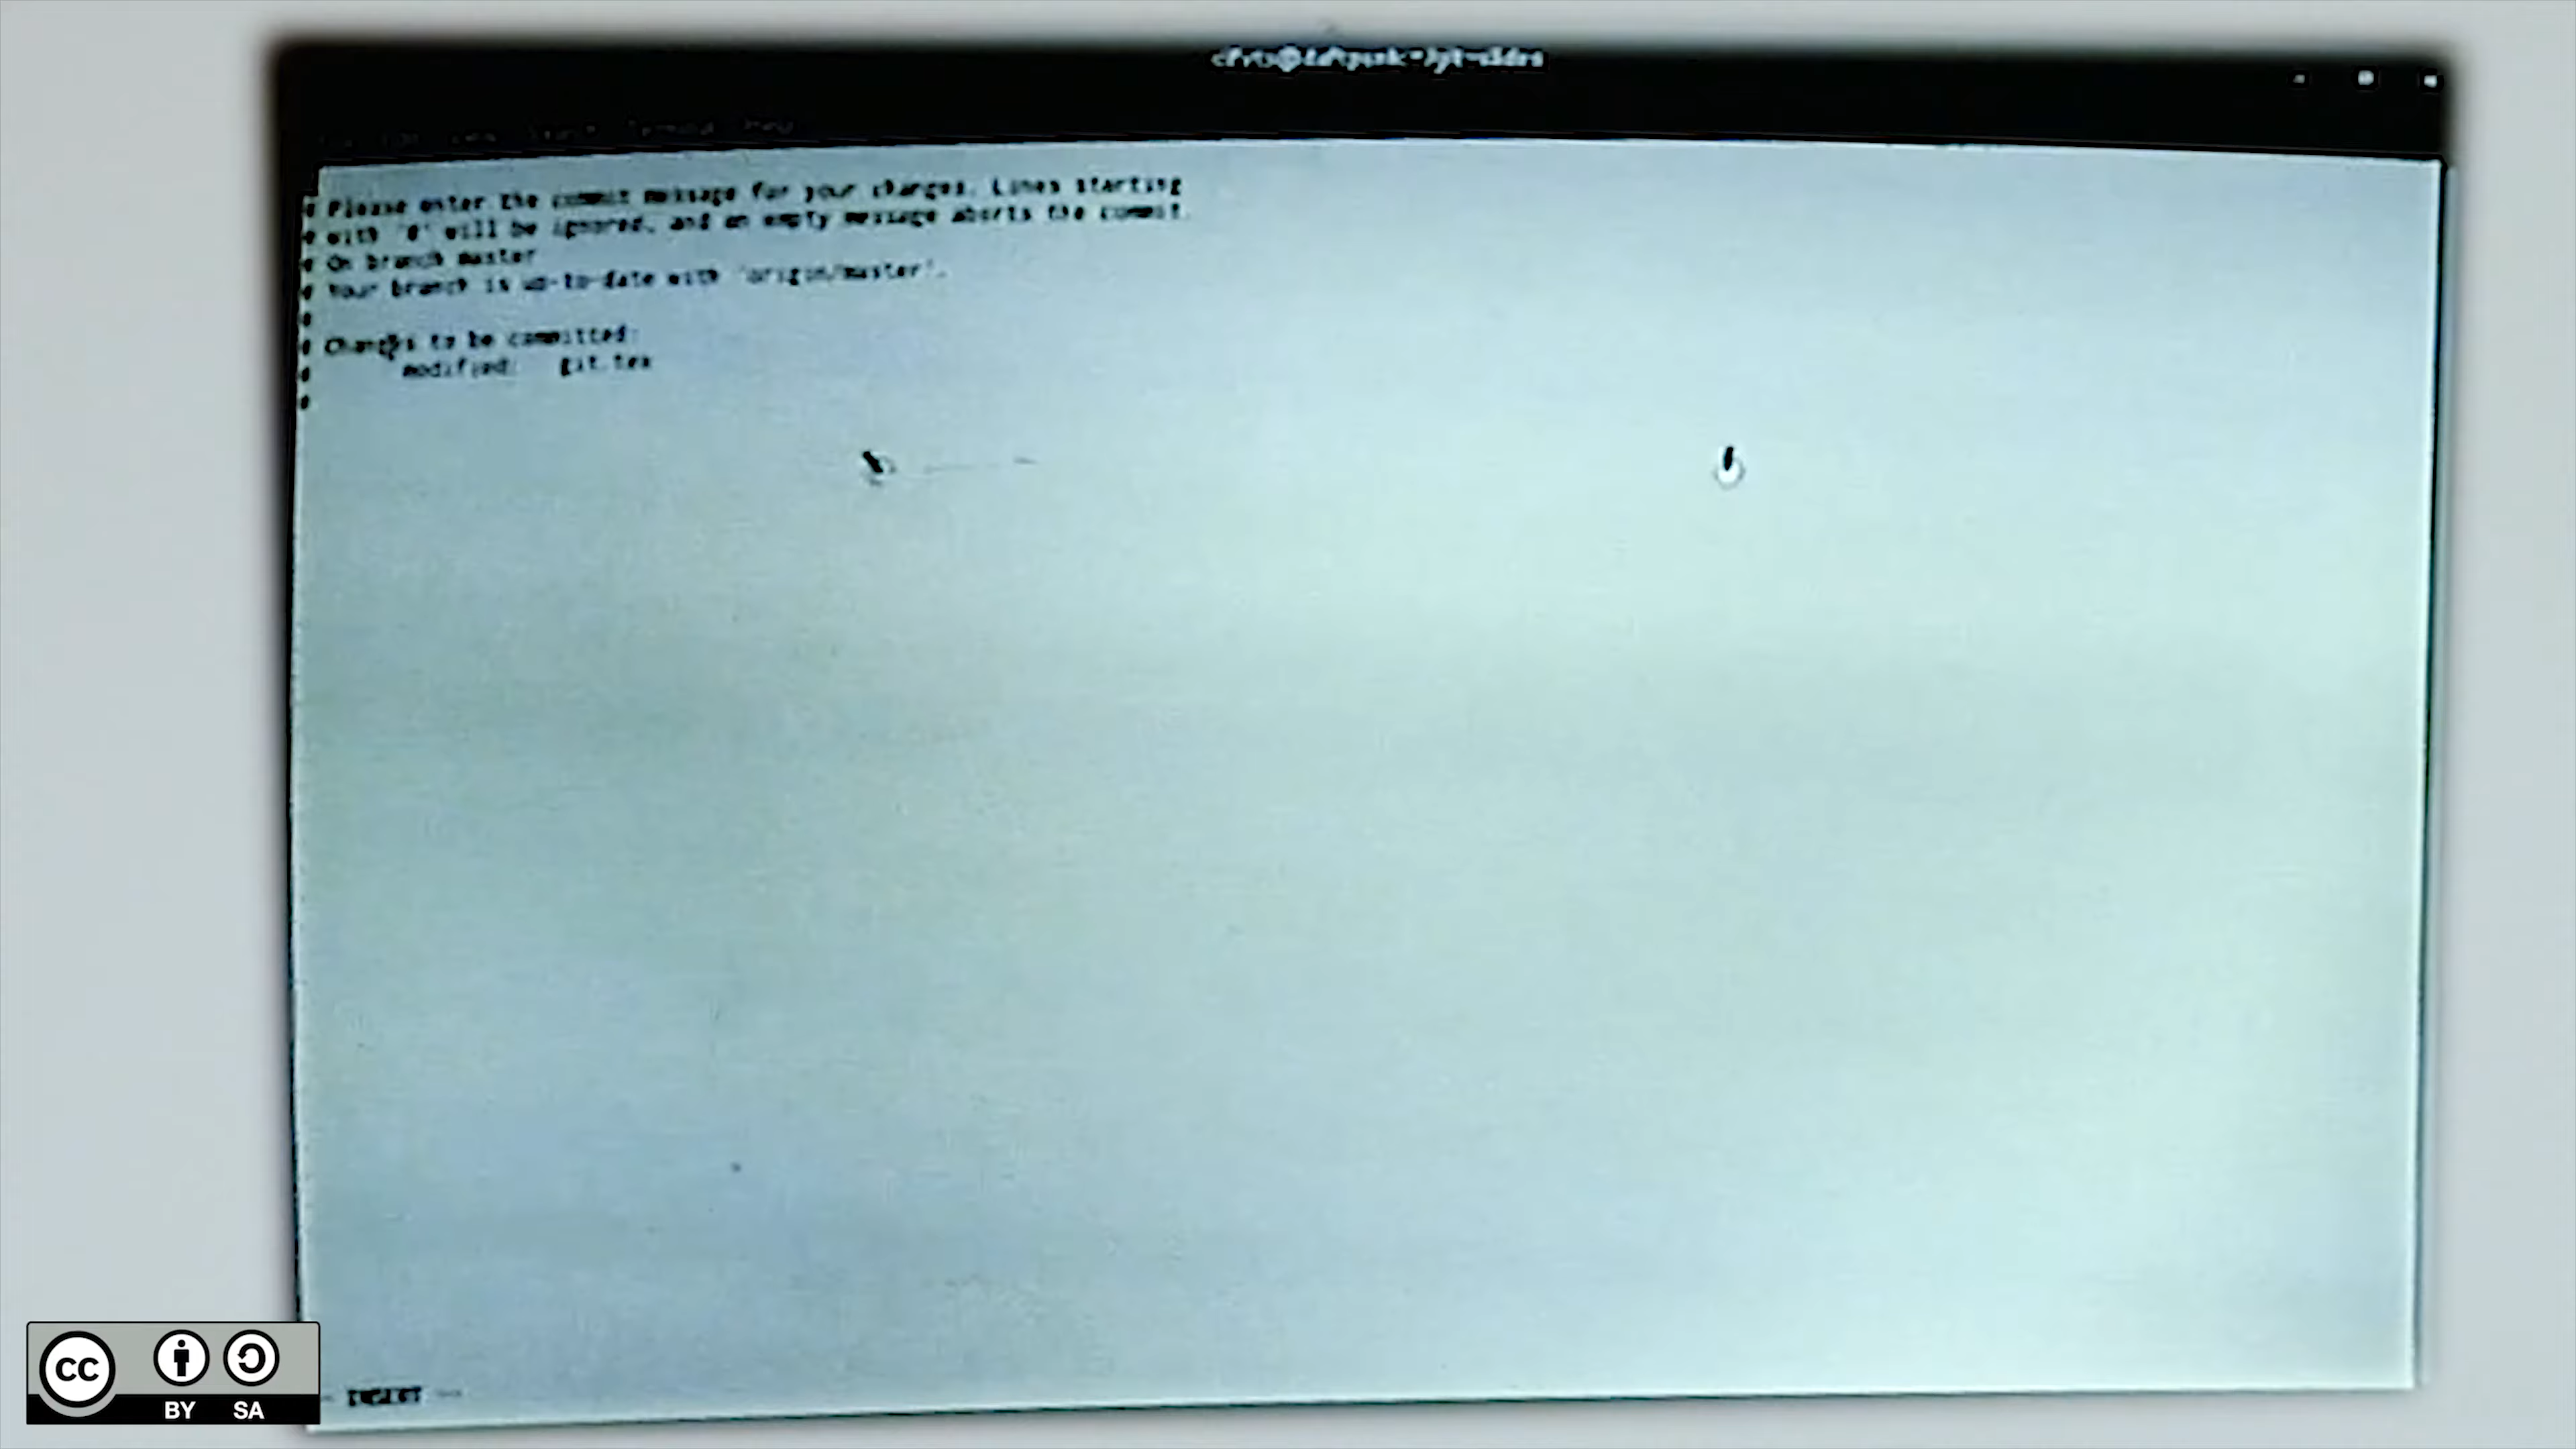 # Please enter the commit message for your changes. Lines starting
# with '#' will be ignored, and an empty message aborts the commit.
# On branch master
# Your branch is up-to-date with 'origin/master'.
#
# Changes to be committed:
#       modified:   git.tex
#
-- INSERT --
CC BY SA